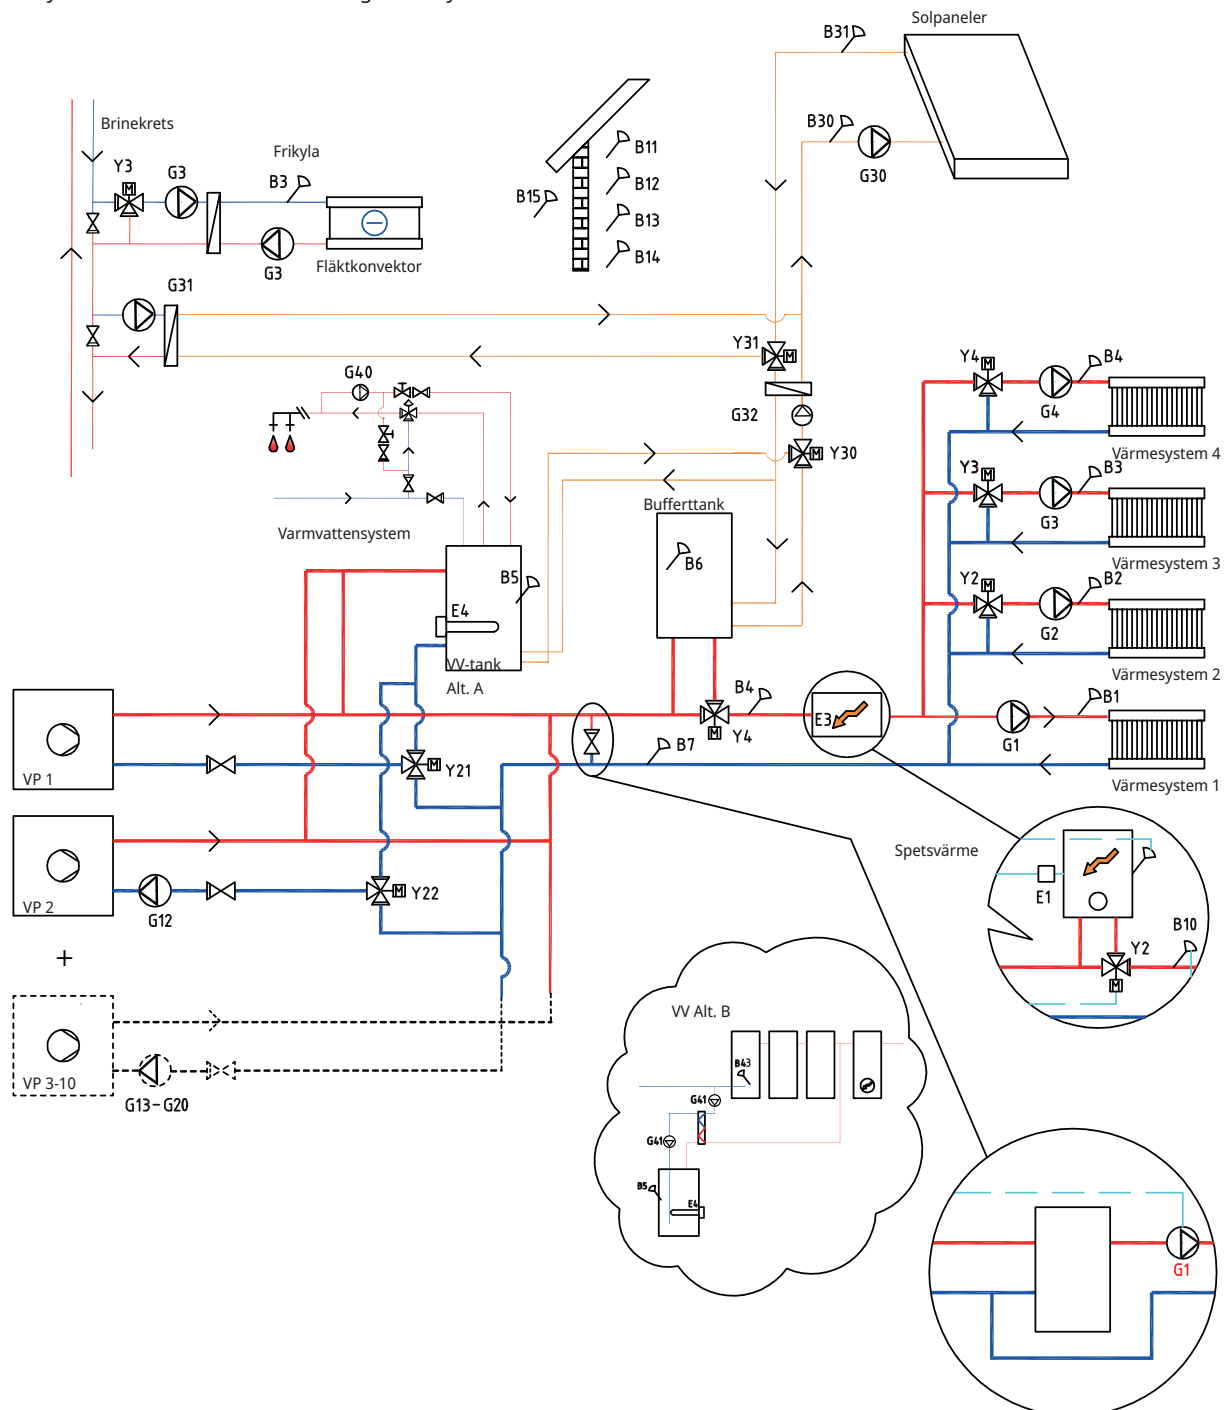 Solpaneler
B31
B30
G30
Brinekrets
Frikyla
Y3
G3
B3
G3
Fläktkonvektor
B11
B12
B13
B14
B15
G31
Y31
G32
Y30
G40
Varmvattensystem
Bufferttank
B6
B5
E4
VV-tank
Alt. A
Y4
B4
G4
Värmesystem 4
Y3
B3
G3
Värmesystem 3
Y2
B2
G2
Värmesystem 2
B1
G1
Värmesystem 1
B4
Y4
E3
B7
VP 1
Y21
VP 2
G12
Y22
+
VP 3-10
G13-G20
Spetsvärme
E1
B10
Y2
VV Alt. B
B43
G41
G41
B5
E4
G1
M
M
M
M
M
M
M
M
M
M